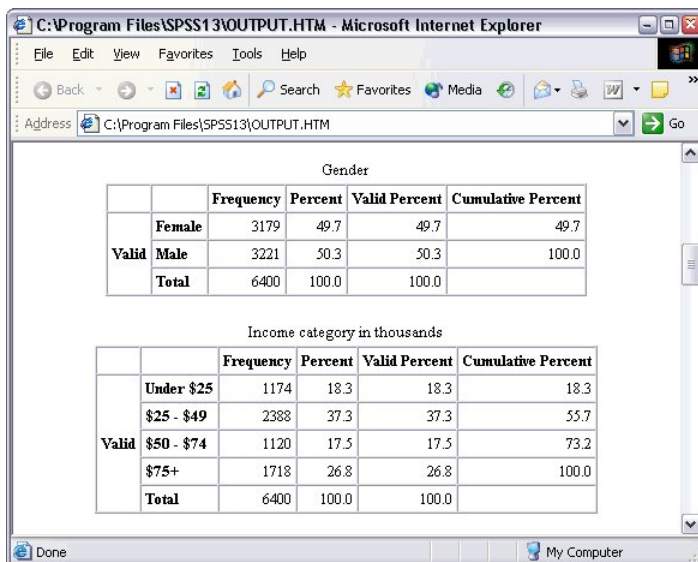 C:\Program Files\SPSS13\OUTPUT.HTM - Microsoft Internet Explorer
File Edit View Favorites Tools Help
Back Search Favorites Media »
Address C:\Program Files\SPSS13\OUTPUT.HTM Go
Gender
Frequency Percent Valid Percent Cumulative Percent
Valid Female 3179 49.7 49.7 49.7
Male 3221 50.3 50.3 100.0
Total 6400 100.0 100.0
Income category in thousands
Frequency Percent Valid Percent Cumulative Percent
Valid Under $25 1174 18.3 18.3 18.3
$25 - $49 2388 37.3 37.3 55.7
$50 - $74 1120 17.5 17.5 73.2
$75+ 1718 26.8 26.8 100.0
Total 6400 100.0 100.0
Done My Computer